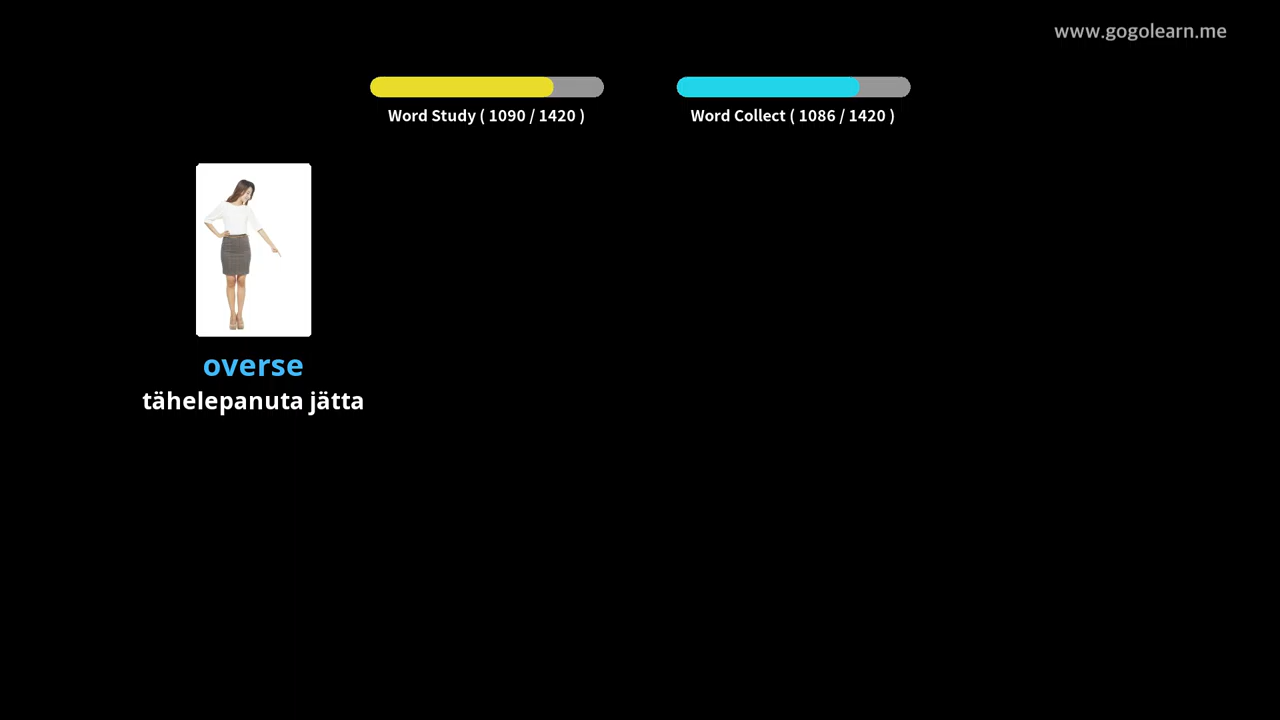 www.gogolearn.me
Word Study ( 1090 / 1420 )
Word Collect ( 1086 / 1420 )
overse
tähelepanuta jätta